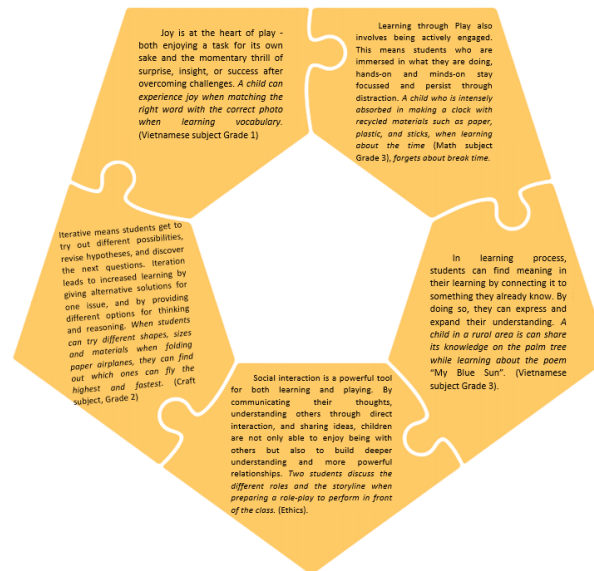 Joy is at the heart of play -
both enjoying a task for its own
sake and the momentary thrill of
surprise, insight, or success after
overcoming challenges. A child can
experience joy when matching the
right word with the correct photo
when learning vocabulary.
(Vietnamese subject Grade 1)
Learning through Play also
involves being actively engaged.
This means students who are
immersed in what they are doing,
hands-on and minds-on stay
focussed and persist through
distraction. A child who is intensely
absorbed in making a clock with
recycled materials such as paper,
plastic, and sticks, when learning
about the time (Math subject
Grade 3), forgets about break time.
In learning process,
students can find meaning in
their learning by connecting it to
something they already know. By
doing so, they can express and
expand their understanding. A
child in a rural area is can share
its knowledge on the palm tree
while learning about the poem
“My Blue Sun”. (Vietnamese
subject Grade 3).
Social interaction is a powerful tool
for both learning and playing. By
communicating their thoughts,
understanding others through direct
interaction, and sharing ideas, children
are not only able to enjoy being with
others but also to build deeper
understanding and more powerful
relationships. Two students discuss the
different roles and the storyline when
preparing a role-play to perform in front
of the class. (Ethics).
Iterative means students get to
try out different possibilities,
revise hypotheses, and discover
the next questions. Iteration
leads to increased learning by
giving alternative solutions for
one issue, and by providing
different options for thinking
and reasoning. When students
can try different shapes, sizes
and materials when folding
paper airplanes, they can find
out which ones can fly the
highest and fastest. (Craft
subject, Grade 2)